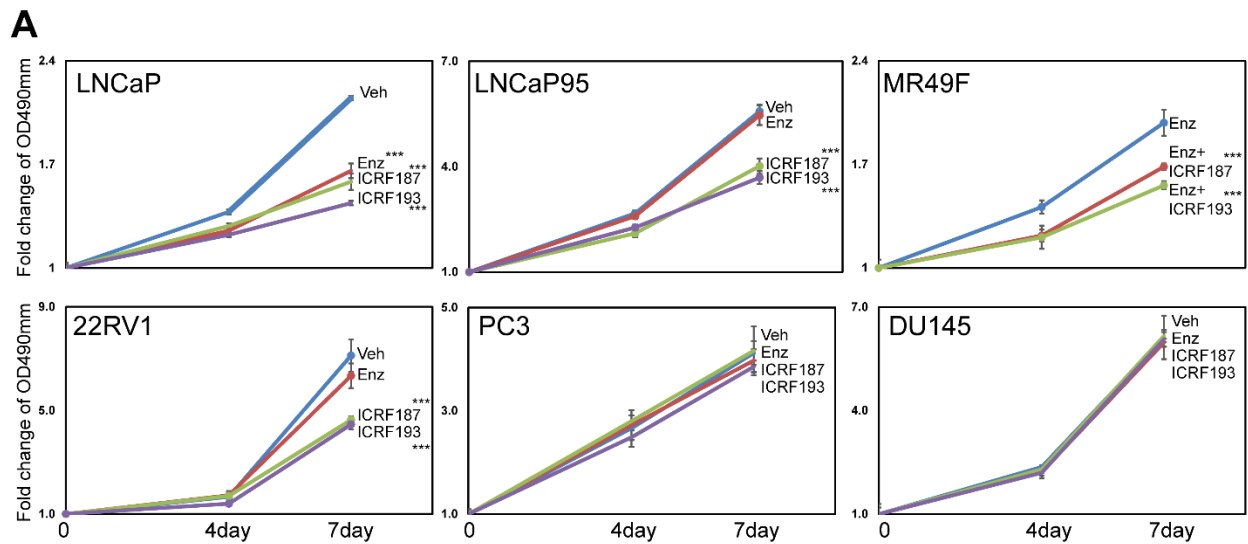 A
Fold change of OD490mm
2.4
1.7
1
LNCaP
Veh
Enz ***
ICRF187 ***
ICRF193
***
7.0
4.0
1.0
LNCaP95
Veh
Enz
***
ICRF187
ICRF193
***
2.4
1.7
1
MR49F
Enz
Enz+ ***
ICRF187
Enz+ ***
ICRF193
Fold change of OD490mm
9.0
5.0
1.0
22RV1
Veh
Enz
***
ICRF187
ICRF193
***
0 4day 7day
5.0
3.0
1.0
PC3
Veh
Enz
ICRF187
ICRF193
0 4day 7day
7.0
4.0
1.0
DU145
Veh
Enz
ICRF187
ICRF193
0 4day 7day